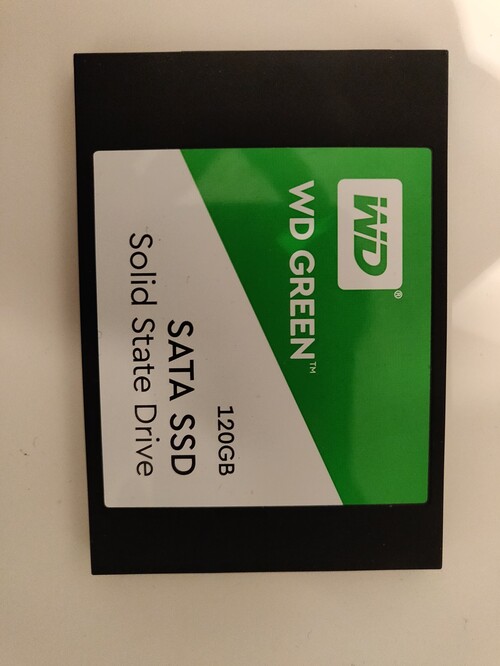 WD®
WD GREEN™
120GB
SATA SSD
Solid State Drive